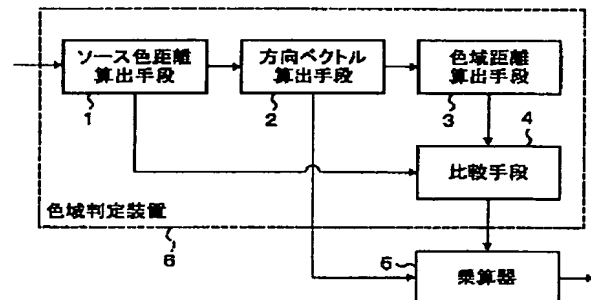 ソース色距離
算出手段
1
方向ベクトル
算出手段
2
色域距離
算出手段
3
4
比較手段
色域判定装置
6
5
乗算器